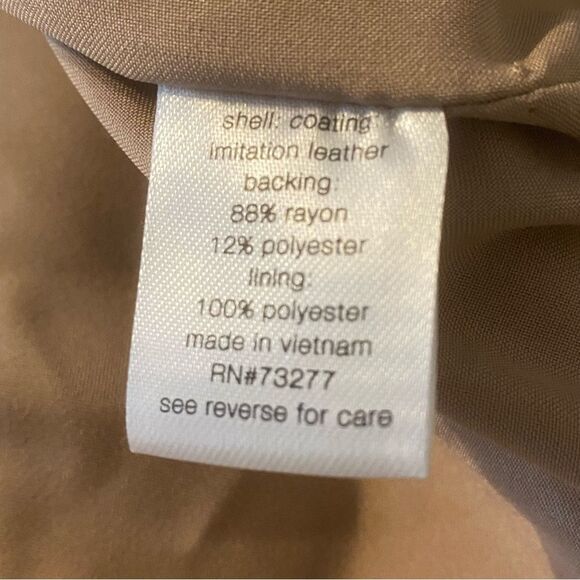 shell: coating
imitation leather
backing:
88% rayon
12% polyester
lining:
100% polyester
made in vietnam
RN#73277
see reverse for care